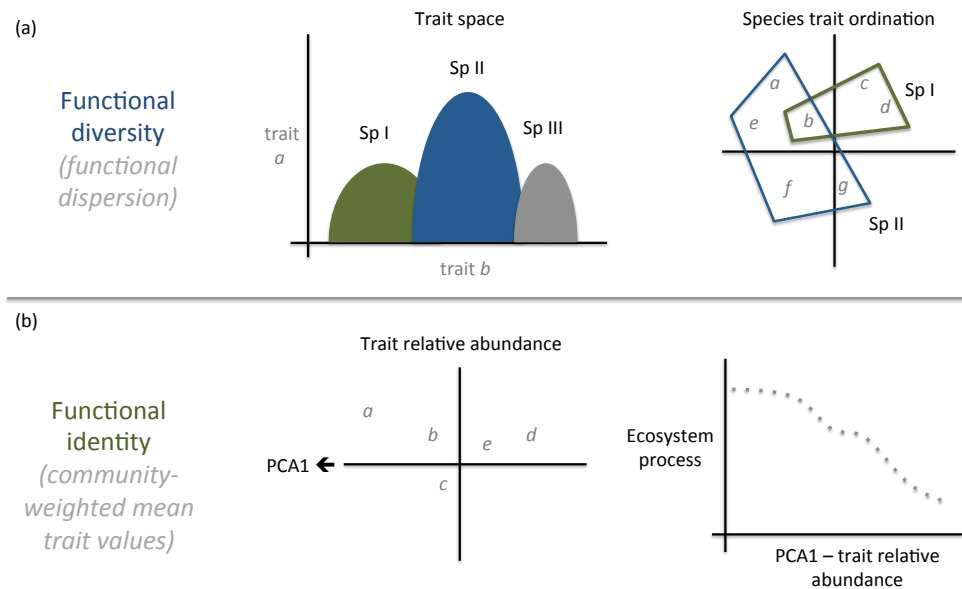 (a)
Functional
diversity
(functional
dispersion)
Trait space
trait
a
Sp I
Sp II
Sp III
trait b
Species trait ordination
a
e
b
c
d
f
g
Sp I
Sp II
(b)
Functional
identity
(community-
weighted mean
trait values)
Trait relative abundance
a
b
e
d
c
PCA1
Ecosystem
process
PCA1 – trait relative
abundance